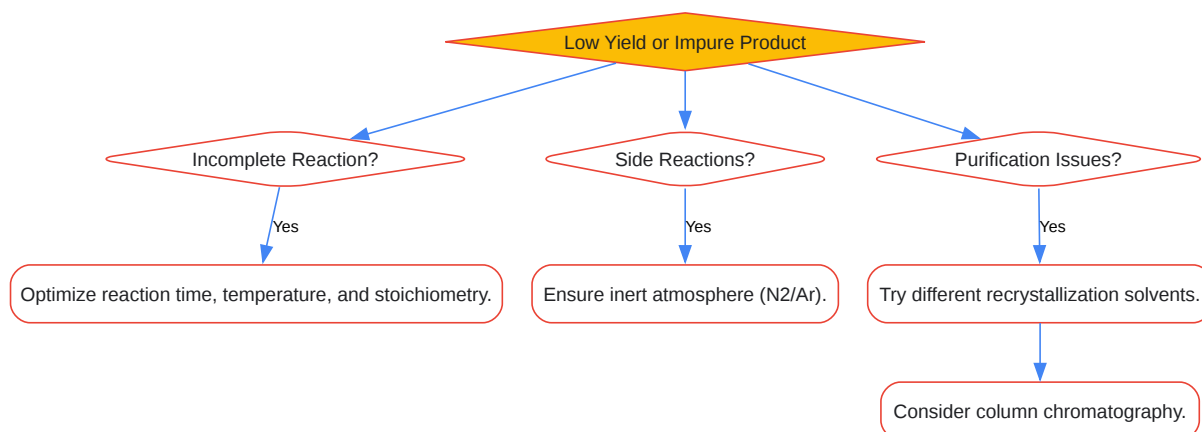 Low Yield or Impure Product
Incomplete Reaction?
Side Reactions?
Purification Issues?
Yes
Yes
Yes
Optimize reaction time, temperature, and stoichiometry.
Ensure inert atmosphere (N2/Ar).
Try different recrystallization solvents.
Consider column chromatography.